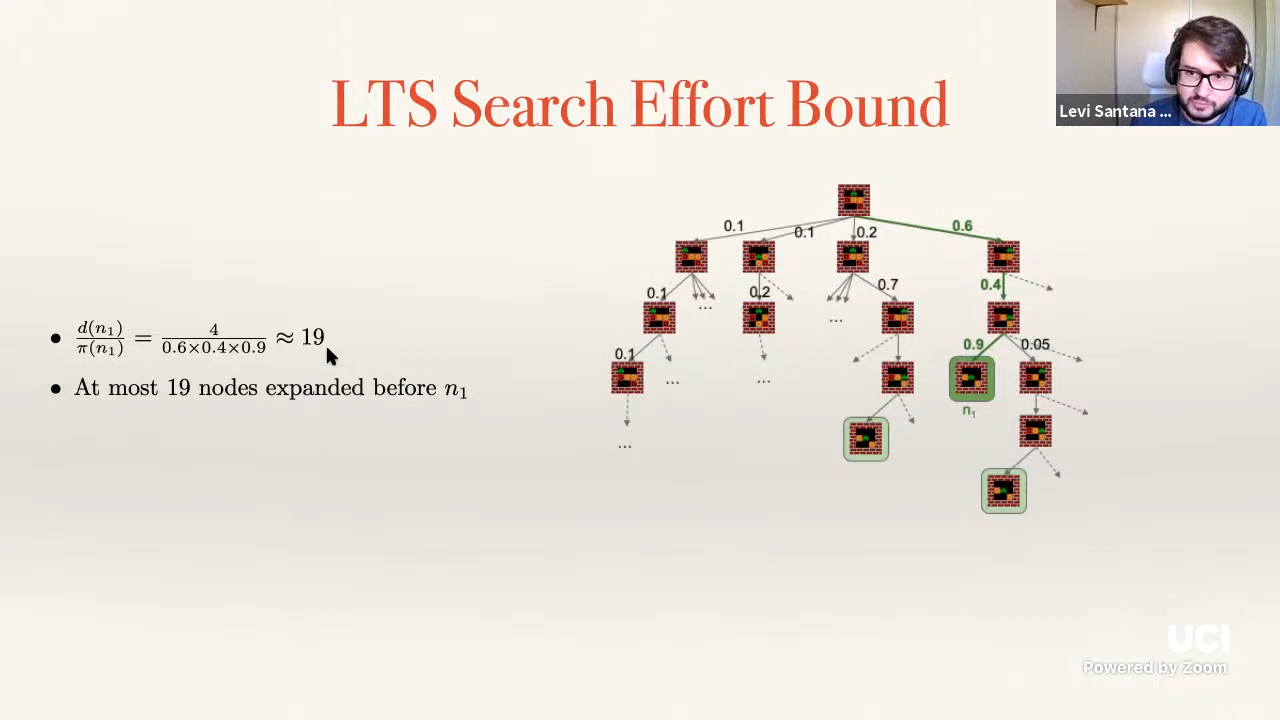 Levi Santana ...
LTS Search Effort Bound
0.1
0.1
0.2
0.6
0.1
...
0.2
...
0.7
0.4
• d(n₁)/π(n₁) = 4/(0.6×0.4×0.9) ≈ 19
0.1
...
...
0.9
0.05
• At most 19 nodes expanded before n₁
n₁
...
UCI
Powered by Zoom